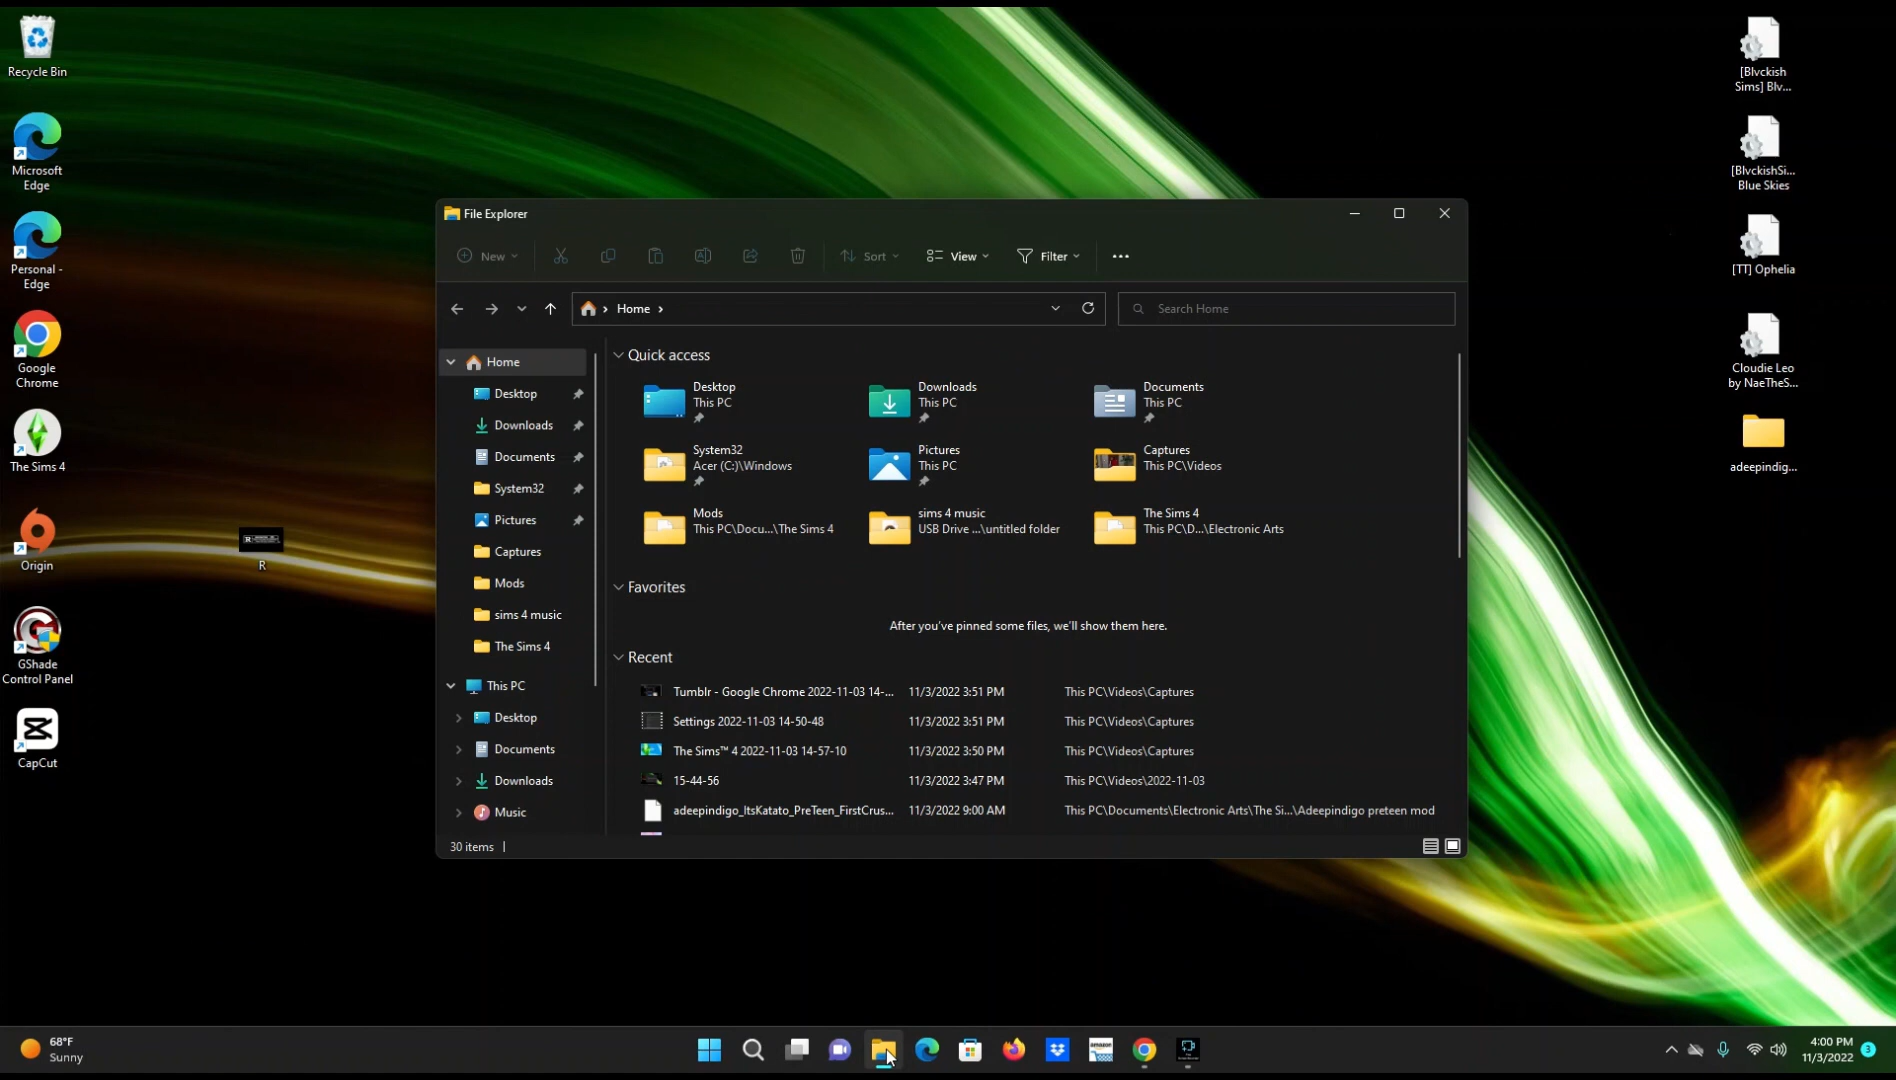 Recycle Bin
Microsoft
Edge
Personal -
Edge
Google
Chrome
The Sims 4
Origin
GShade
Control Panel
CapCut
R
File Explorer
New
Sort
View
Filter
Home
Search Home
Home
Desktop
Downloads
Documents
System32
Pictures
Captures
Mods
sims 4 music
The Sims 4
This PC
Desktop
Documents
Downloads
Music
Quick access
Desktop
This PC
Downloads
This PC
Documents
This PC
System32
Acer (C:)\Windows
Pictures
This PC
Captures
This PC\Videos
Mods
This PC\Docu...\The Sims 4
sims 4 music
USB Drive ...\untitled folder
The Sims 4
This PC\D...\Electronic Arts
Favorites
After you've pinned some files, we'll show them here.
Recent
Tumblr - Google Chrome 2022-11-03 14-... 11/3/2022 3:51 PM This PC\Videos\Captures
Settings 2022-11-03 14-50-48 11/3/2022 3:51 PM This PC\Videos\Captures
The Sims™ 4 2022-11-03 14-57-10 11/3/2022 3:50 PM This PC\Videos\Captures
15-44-56 11/3/2022 3:47 PM This PC\Videos\2022-11-03
adeepindigo_ItsKatato_PreTeen_FirstCrus... 11/3/2022 9:00 AM This PC\Documents\Electronic Arts\The Si...\Adeepindigo preteen mod
30 items
[Blvckish
Sims] Blv...
[BlvckishSi...
Blue Skies
[TT] Ophelia
Cloudie Leo
by NaeTheS...
adeepindig...
68°F
Sunny
amazon
4:00 PM
11/3/2022
3